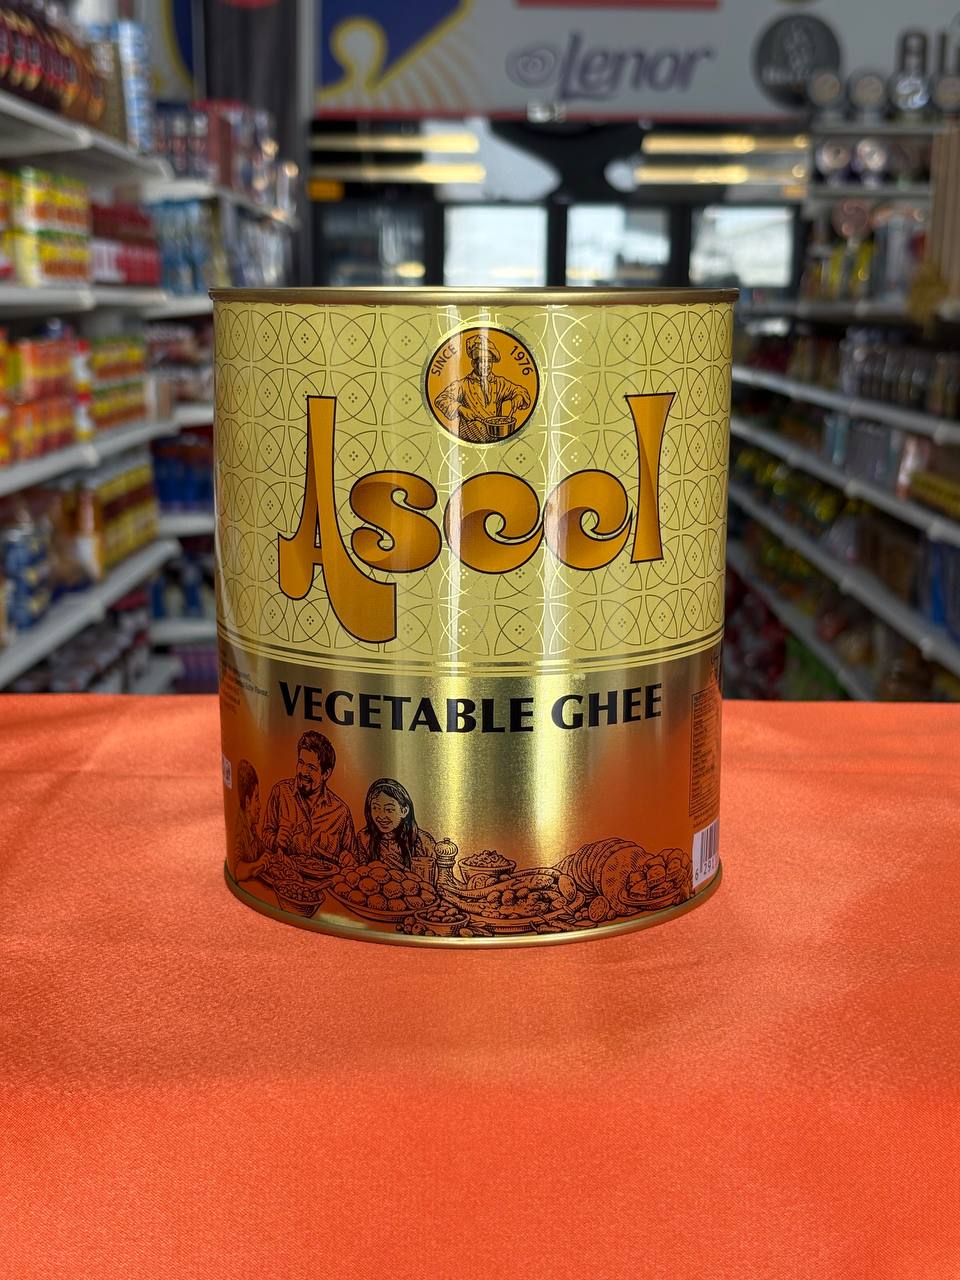 Lenor
SINCE 1976
Aseel
VEGETABLE GHEE